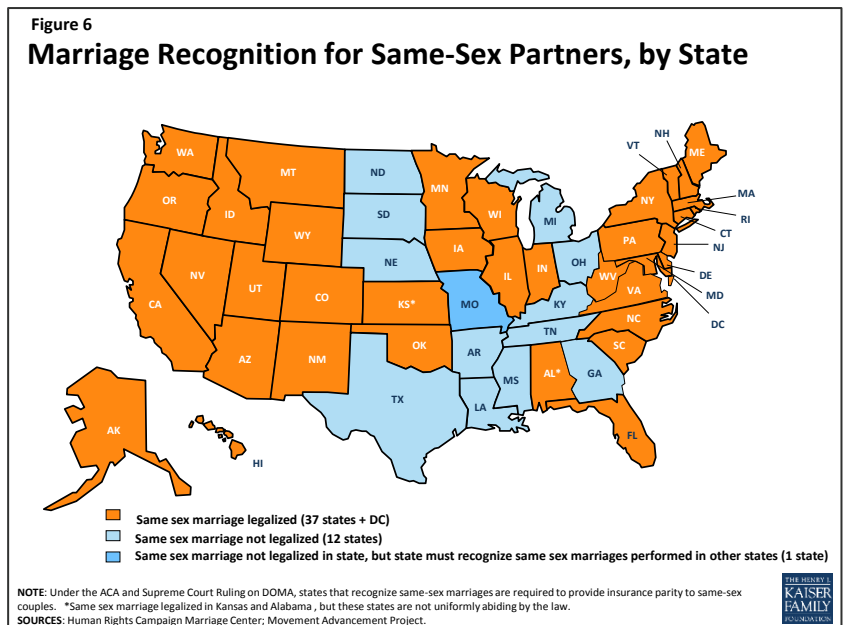 Figure 6
Marriage Recognition for Same-Sex Partners, by State
NH
VT
WA
ME
MT
ND
MN
OR
MA
ID
SD
WI
NY
MI
RI
WY
CT
PA
NJ
IA
NE
OH
NV
IL
IN
DE
UT
WV
MD
CO
VA
CA
KS*
MO
KY
DC
NC
TN
OK
SC
AZ
NM
AR
AL*
GA
MS
TX
LA
AK
FL
HI
Same sex marriage legalized (37 states + DC)
Same sex marriage not legalized (12 states)
Same sex marriage not legalized in state, but state must recognize same sex marriages performed in other states (1 state)
NOTE: Under the ACA and Supreme Court Ruling on DOMA, states that recognize same-sex marriages are required to provide insurance parity to same-sex
couples. *Same sex marriage legalized in Kansas and Alabama , but these states are not uniformly abiding by the law.
SOURCES: Human Rights Campaign Marriage Center; Movement Advancement Project.
THE HENRY J.
KAISER
FAMILY
FOUNDATION